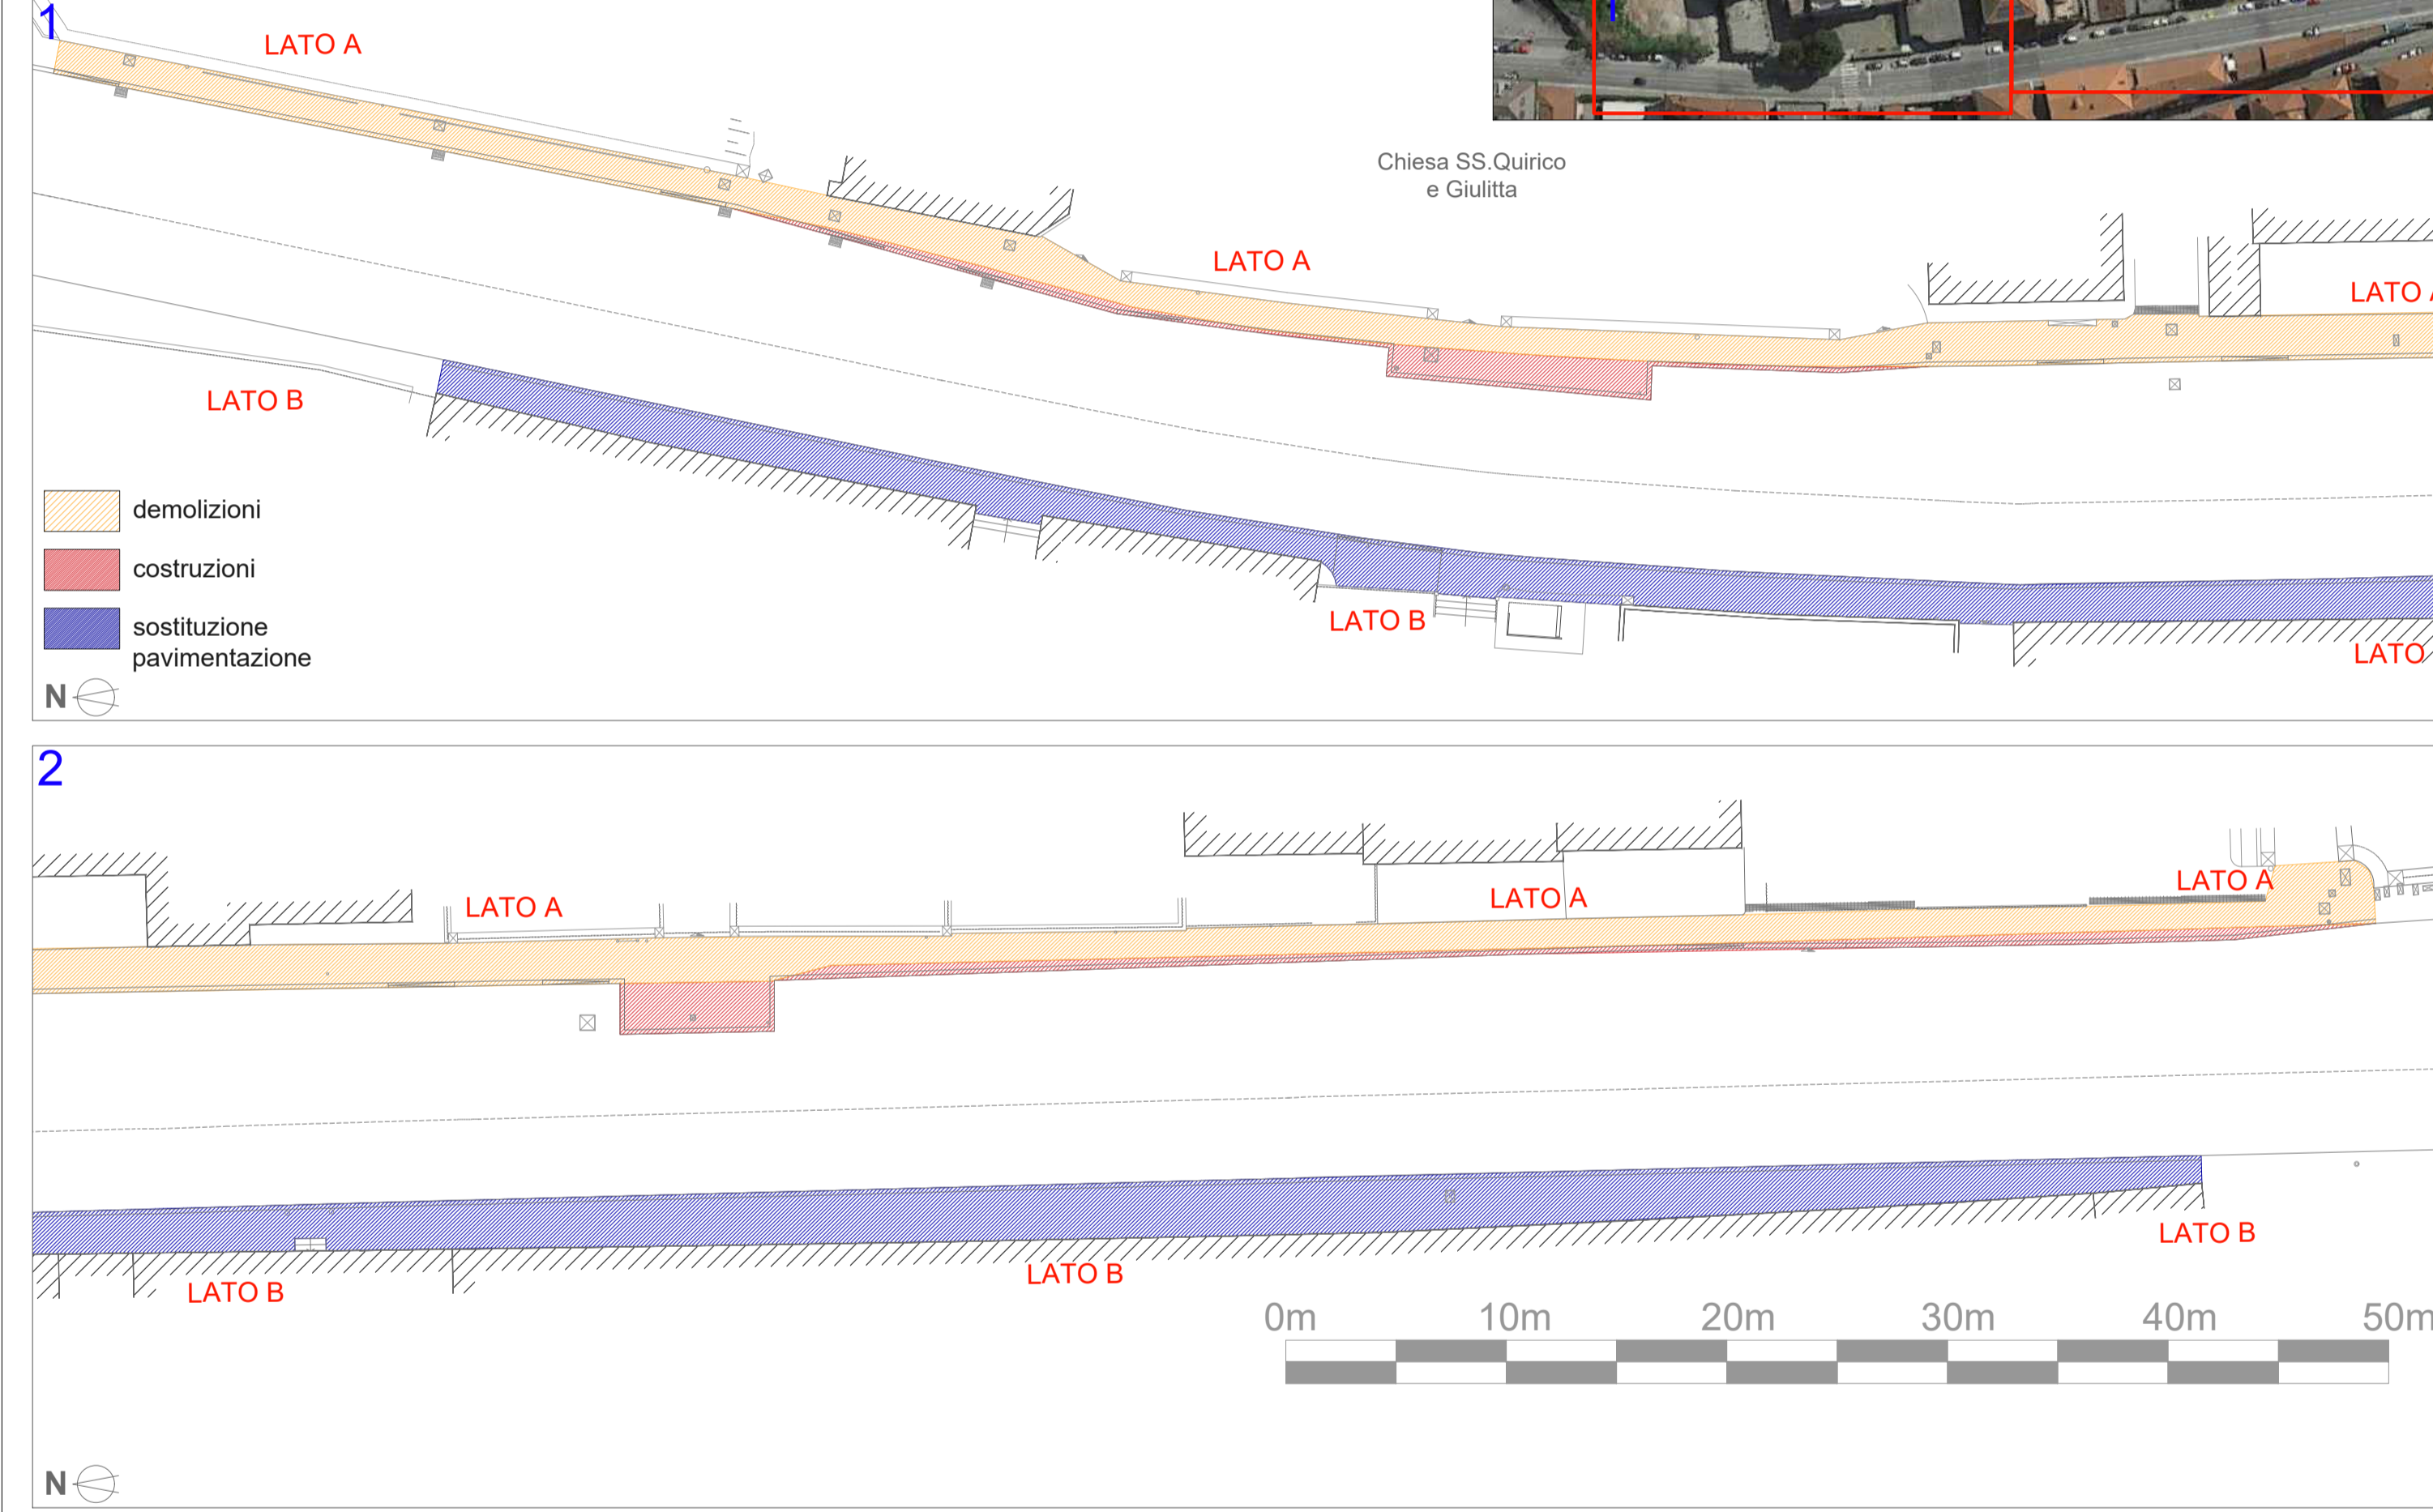 1
LATO A
Chiesa SS.Quirico
e Giulitta
LATO A
LATO A
LATO B
demolizioni
costruzioni
sostituzione
pavimentazione
LATO B
LATO
N
2
LATO A
LATO A
LATO A
LATO B
LATO B
LATO B
0m 10m 20m 30m 40m 50m
N